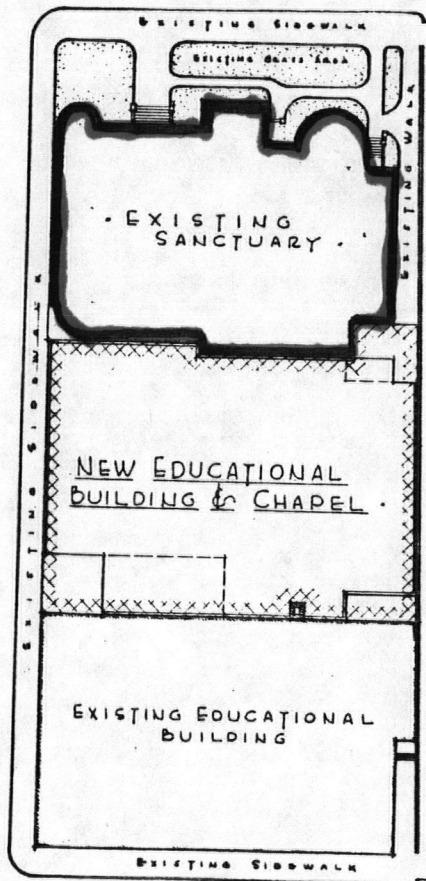 EXISTING SIDEWALK
EXISTING GRASS AREA
EXISTING WALK
EXISTING
SANCTUARY
EXISTING SIDEWALK
NEW EDUCATIONAL
BUILDING & CHAPEL
EXISTING EDUCATIONAL
BUILDING
EXISTING SIDEWALK